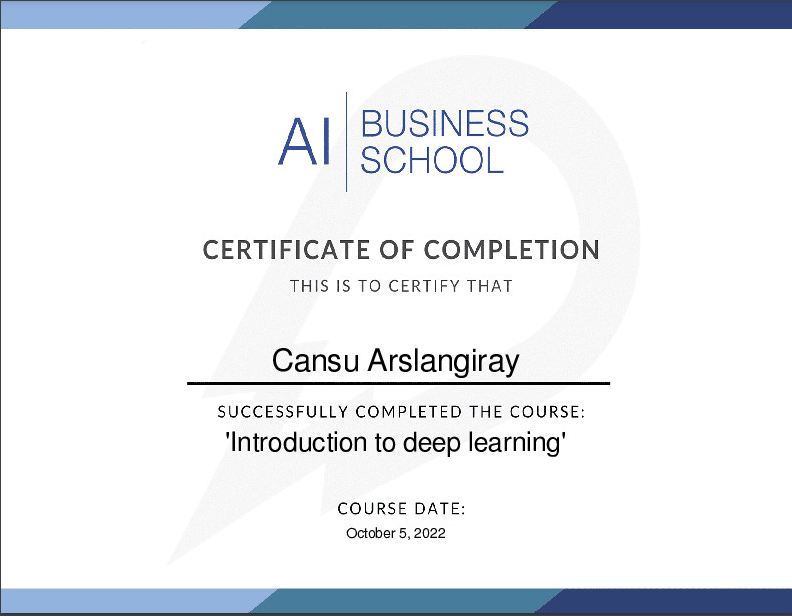 AI BUSINESS
SCHOOL
CERTIFICATE OF COMPLETION
THIS IS TO CERTIFY THAT
Cansu Arslangiray
SUCCESSFULLY COMPLETED THE COURSE:
'Introduction to deep learning'
COURSE DATE:
October 5, 2022